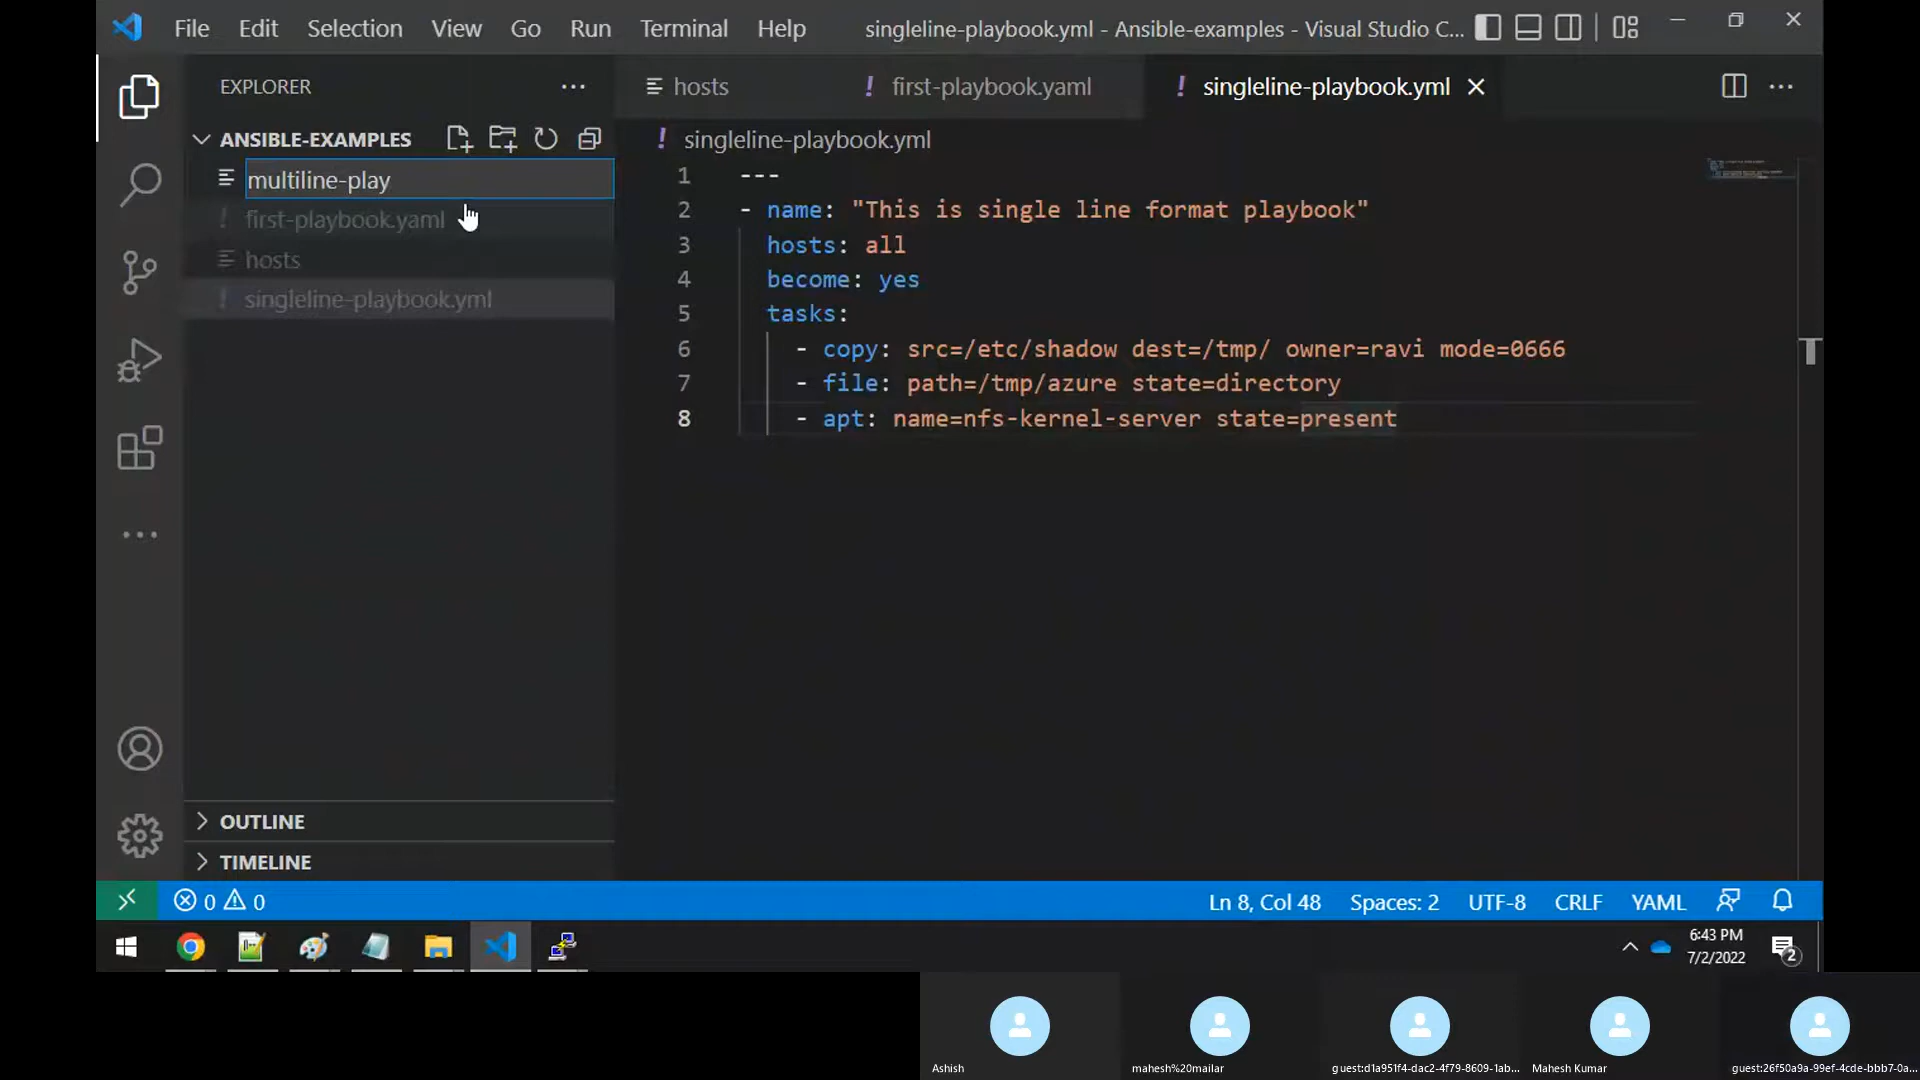 File Edit Selection View Go Run Terminal Help singleline-playbook.yml - Ansible-examples - Visual Studio C...
EXPLORER
hosts ! first-playbook.yaml ! singleline-playbook.yml
ANSIBLE-EXAMPLES
! singleline-playbook.yml
multiline-play
! first-playbook.yaml
hosts
! singleline-playbook.yml
1 ---
2 - name: "This is single line format playbook"
3 hosts: all
4 become: yes
5 tasks:
6 - copy: src=/etc/shadow dest=/tmp/ owner=ravi mode=0666
7 - file: path=/tmp/azure state=directory
8 - apt: name=nfs-kernel-server state=present
OUTLINE
TIMELINE
0 0 Ln 8, Col 48 Spaces: 2 UTF-8 CRLF YAML
6:43 PM
7/2/2022
2
Ashish mahesh%20mailar guest:d1a951f4-dac2-4f79-8609-1ab... Mahesh Kumar guest:26f50a9a-99ef-4cde-bbb7-0a...